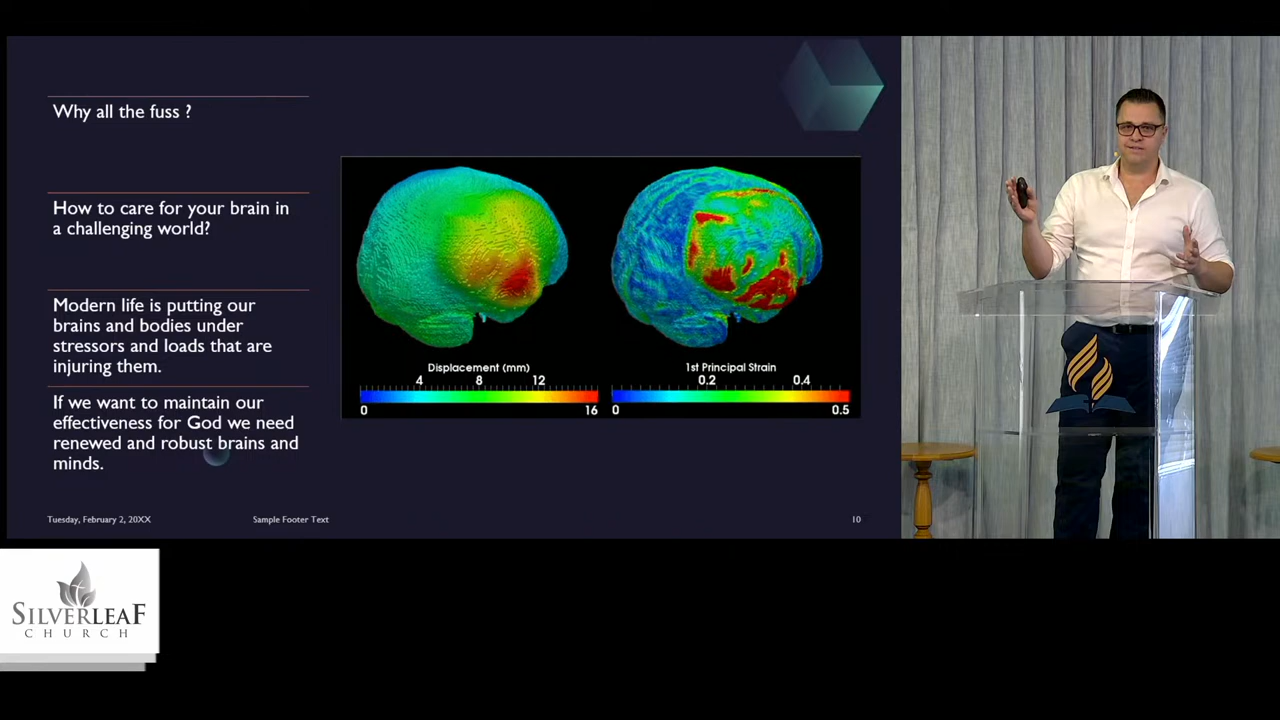 Why all the fuss ?
How to care for your brain in
a challenging world?
Modern life is putting our
brains and bodies under
stressors and loads that are
injuring them.
If we want to maintain our
effectiveness for God we need
renewed and robust brains and
minds.
Displacement (mm)
4 8 12
0 16
1st Principal Strain
0.2 0.4
0 0.5
Tuesday, February 2, 20XX
Sample Footer Text
10
SILVERLEAF
CHURCH